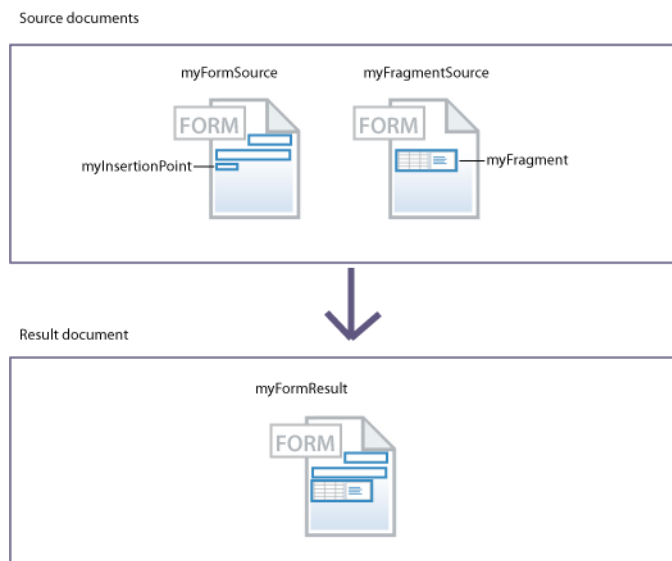 Source documents
myFormSource
myFragmentSource
FORM
FORM
myInsertionPoint
myFragment
Result document
myFormResult
FORM